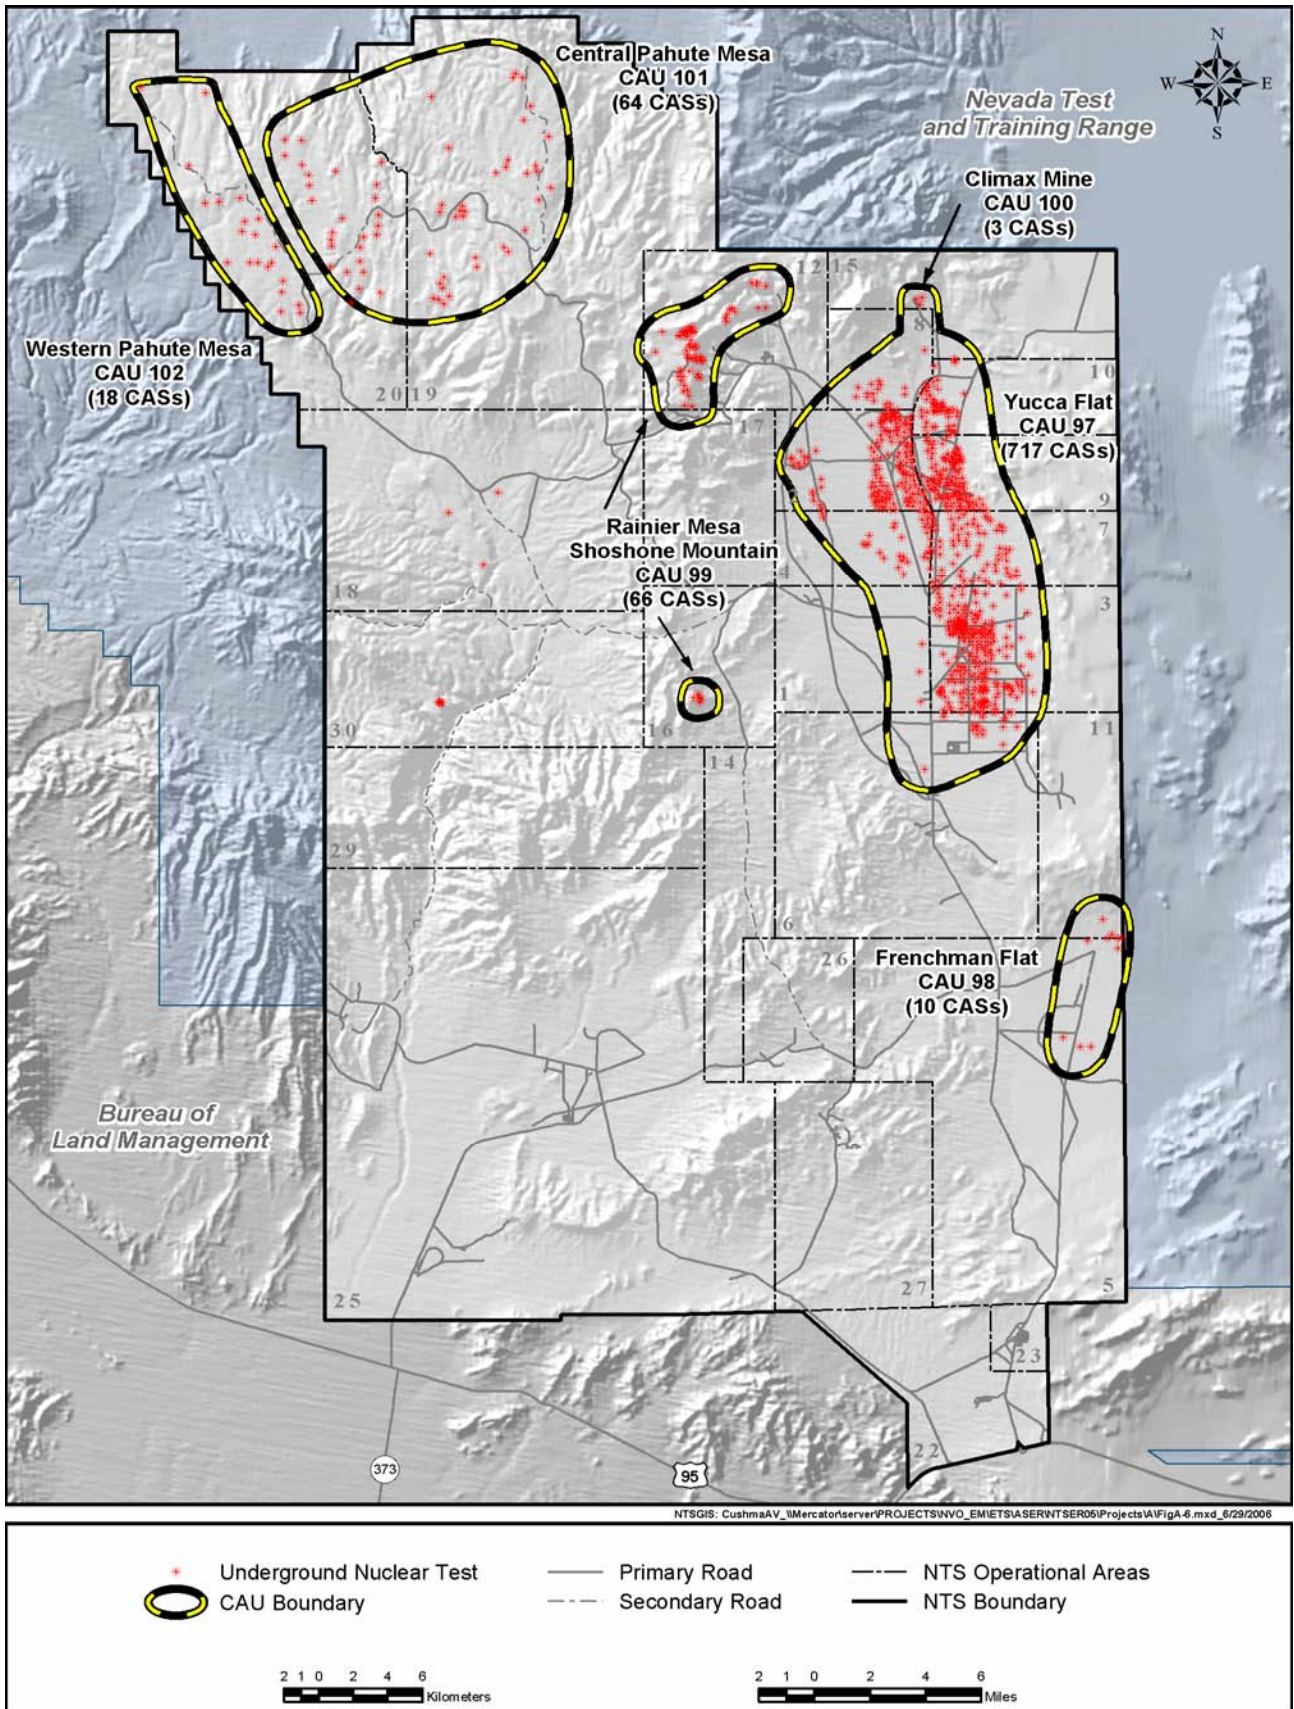 Central Pahute Mesa
CAU 101
(64 CASs)
N
W
E
S
Nevada Test
and Training Range
Climax Mine
CAU 100
(3 CASs)
12
15
8
Western Pahute Mesa
CAU 102
(18 CASs)
20
19
17
10
Yucca Flat
CAU 97
(717 CASs)
2
9
7
Rainier Mesa
Shoshone Mountain
CAU 99
(66 CASs)
4
18
3
1
30
16
14
11
29
6
26
Frenchman Flat
CAU 98
(10 CASs)
Bureau of
Land Management
25
27
5
23
22
373
95
NTSGIS: CushmaAV_\\Mercator\server\PROJECTS\NVO_EM\ETS\ASER\NTSER05\Projects\A\FigA-6.mxd_6/29/2006
Underground Nuclear Test
Primary Road
NTS Operational Areas
CAU Boundary
Secondary Road
NTS Boundary
2 1 0 2 4 6
Kilometers
2 1 0 2 4 6
Miles